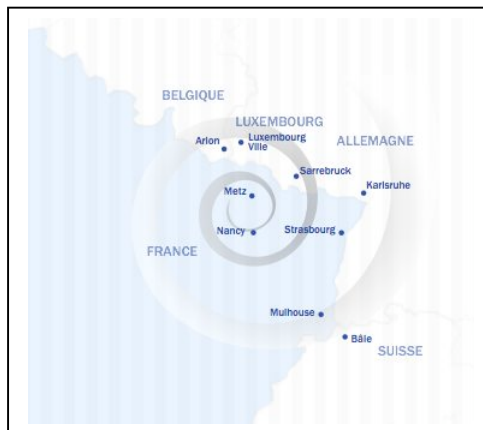 BELGIQUE
LUXEMBOURG
Arlon
Luxembourg
Ville
ALLEMAGNE
Sarrebruck
Metz
Karlsruhe
Nancy
Strasbourg
FRANCE
Mulhouse
Bâle
SUISSE